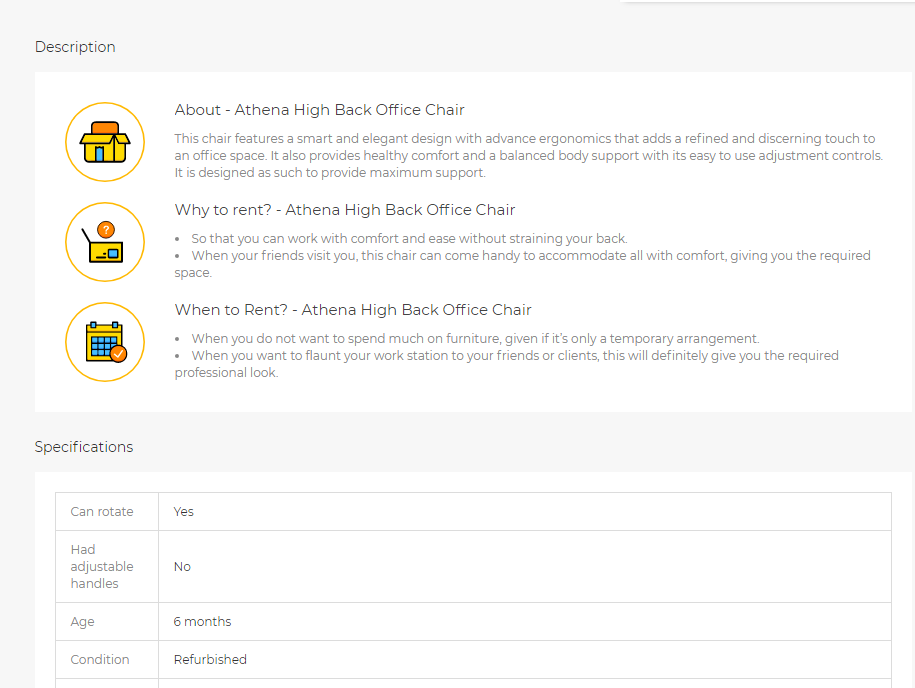 Description
About - Athena High Back Office Chair
This chair features a smart and elegant design with advance ergonomics that adds a refined and discerning touch to
an office space. It also provides healthy comfort and a balanced body support with its easy to use adjustment controls.
It is designed as such to provide maximum support.
?
Why to rent? - Athena High Back Office Chair
• So that you can work with comfort and ease without straining your back.
• When your friends visit you, this chair can come handy to accommodate all with comfort, giving you the required
space.
When to Rent? - Athena High Back Office Chair
• When you do not want to spend much on furniture, given if it's only a temporary arrangement.
• When you want to flaunt your work station to your friends or clients, this will definitely give you the required
professional look.
Specifications
Can rotate Yes
Had
adjustable
handles
No
Age 6 months
Condition Refurbished